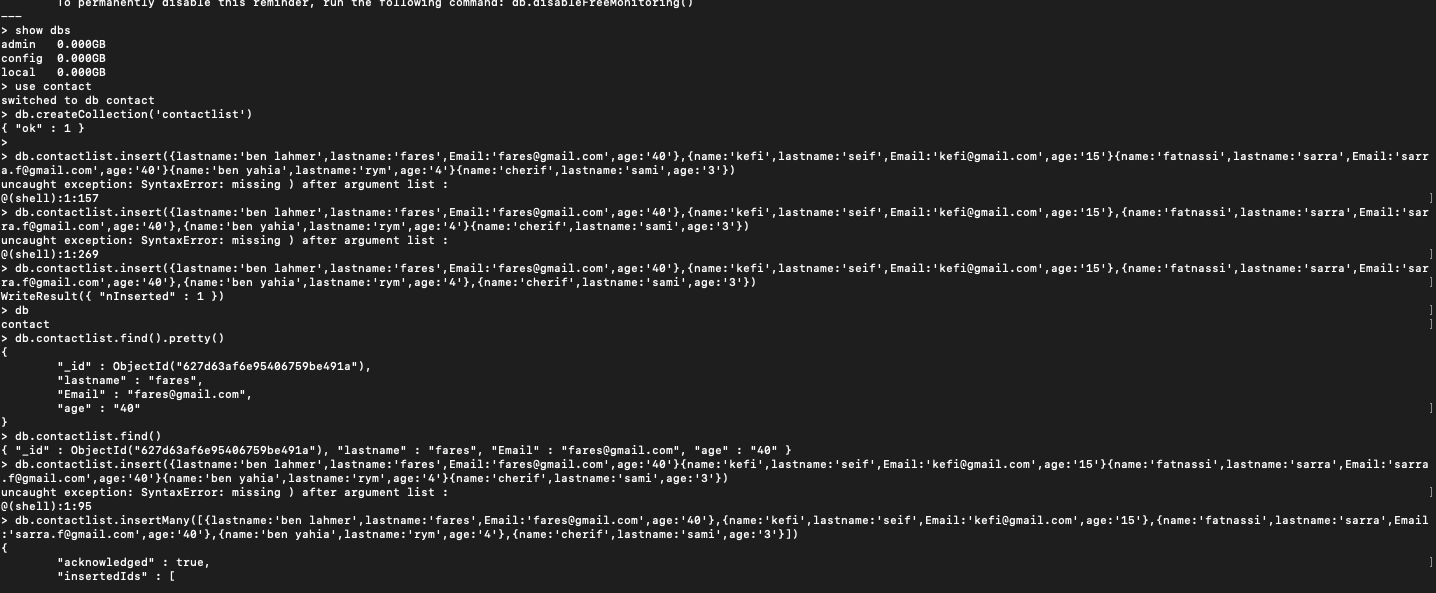 To permanently disable this reminder, run the following command: db.disableFreeMonitoring()
---
> show dbs
admin   0.000GB
config  0.000GB
local   0.000GB
> use contact
switched to db contact
> db.createCollection('contactlist')
{ "ok" : 1 }
>
> db.contactlist.insert({lastname:'ben lahmer',lastname:'fares',Email:'fares@gmail.com',age:'40'},{name:'kefi',lastname:'seif',Email:'kefi@gmail.com',age:'15'}{name:'fatnassi',lastname:'sarra',Email:'sarr
a.f@gmail.com',age:'40'}{name:'ben yahia',lastname:'rym',age:'4'}{name:'cherif',lastname:'sami',age:'3'})
uncaught exception: SyntaxError: missing ) after argument list :
@(shell):1:157 ]
> db.contactlist.insert({lastname:'ben lahmer',lastname:'fares',Email:'fares@gmail.com',age:'40'},{name:'kefi',lastname:'seif',Email:'kefi@gmail.com',age:'15'},{name:'fatnassi',lastname:'sarra',Email:'sar
ra.f@gmail.com',age:'40'},{name:'ben yahia',lastname:'rym',age:'4'}{name:'cherif',lastname:'sami',age:'3'})
uncaught exception: SyntaxError: missing ) after argument list :
@(shell):1:269 ]
> db.contactlist.insert({lastname:'ben lahmer',lastname:'fares',Email:'fares@gmail.com',age:'40'},{name:'kefi',lastname:'seif',Email:'kefi@gmail.com',age:'15'},{name:'fatnassi',lastname:'sarra',Email:'sar
ra.f@gmail.com',age:'40'},{name:'ben yahia',lastname:'rym',age:'4'},{name:'cherif',lastname:'sami',age:'3'}) ]
WriteResult({ "nInserted" : 1 })
> db ]
contact ]
> db.contactlist.find().pretty()
{
        "_id" : ObjectId("627d63af6e95406759be491a"),
        "lastname" : "fares",
        "Email" : "fares@gmail.com",
        "age" : "40" ]
}
> db.contactlist.find()
{ "_id" : ObjectId("627d63af6e95406759be491a"), "lastname" : "fares", "Email" : "fares@gmail.com", "age" : "40" }
> db.contactlist.insert({lastname:'ben lahmer',lastname:'fares',Email:'fares@gmail.com',age:'40'}{name:'kefi',lastname:'seif',Email:'kefi@gmail.com',age:'15'}{name:'fatnassi',lastname:'sarra',Email:'sarra
.f@gmail.com',age:'40'}{name:'ben yahia',lastname:'rym',age:'4'}{name:'cherif',lastname:'sami',age:'3'})
uncaught exception: SyntaxError: missing ) after argument list : ]
@(shell):1:95
> db.contactlist.insertMany([{lastname:'ben lahmer',lastname:'fares',Email:'fares@gmail.com',age:'40'},{name:'kefi',lastname:'seif',Email:'kefi@gmail.com',age:'15'},{name:'fatnassi',lastname:'sarra',Email
:'sarra.f@gmail.com',age:'40'},{name:'ben yahia',lastname:'rym',age:'4'},{name:'cherif',lastname:'sami',age:'3'}])
{
        "acknowledged" : true, ]
        "insertedIds" : [